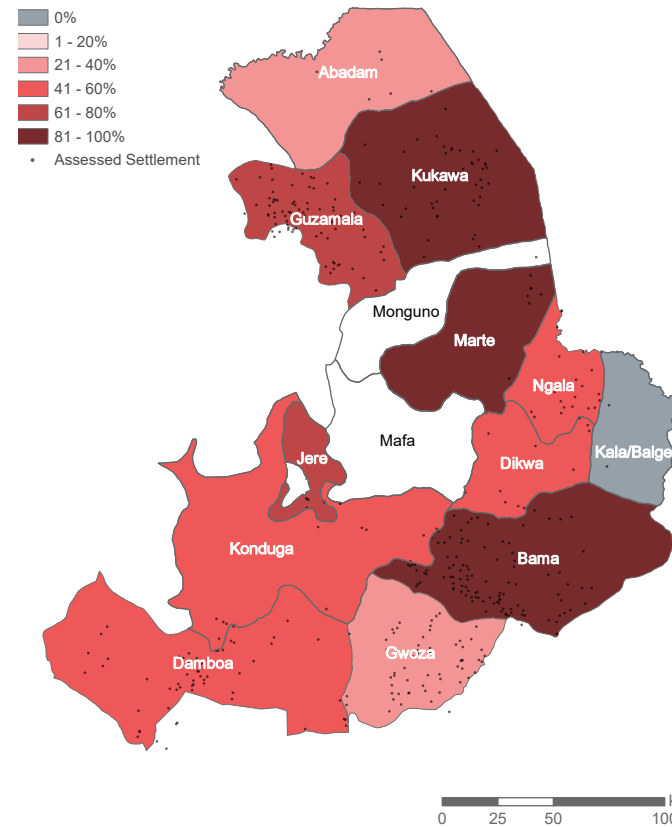 0%
1 - 20%
21 - 40%
41 - 60%
61 - 80%
81 - 100%
Assessed Settlement
Abadam
Kukawa
Guzamala
Monguno
Marte
Ngala
Mafa
Jere
Dikwa
Kala/Balge
Konduga
Bama
Damboa
Gwoza
0 25 50